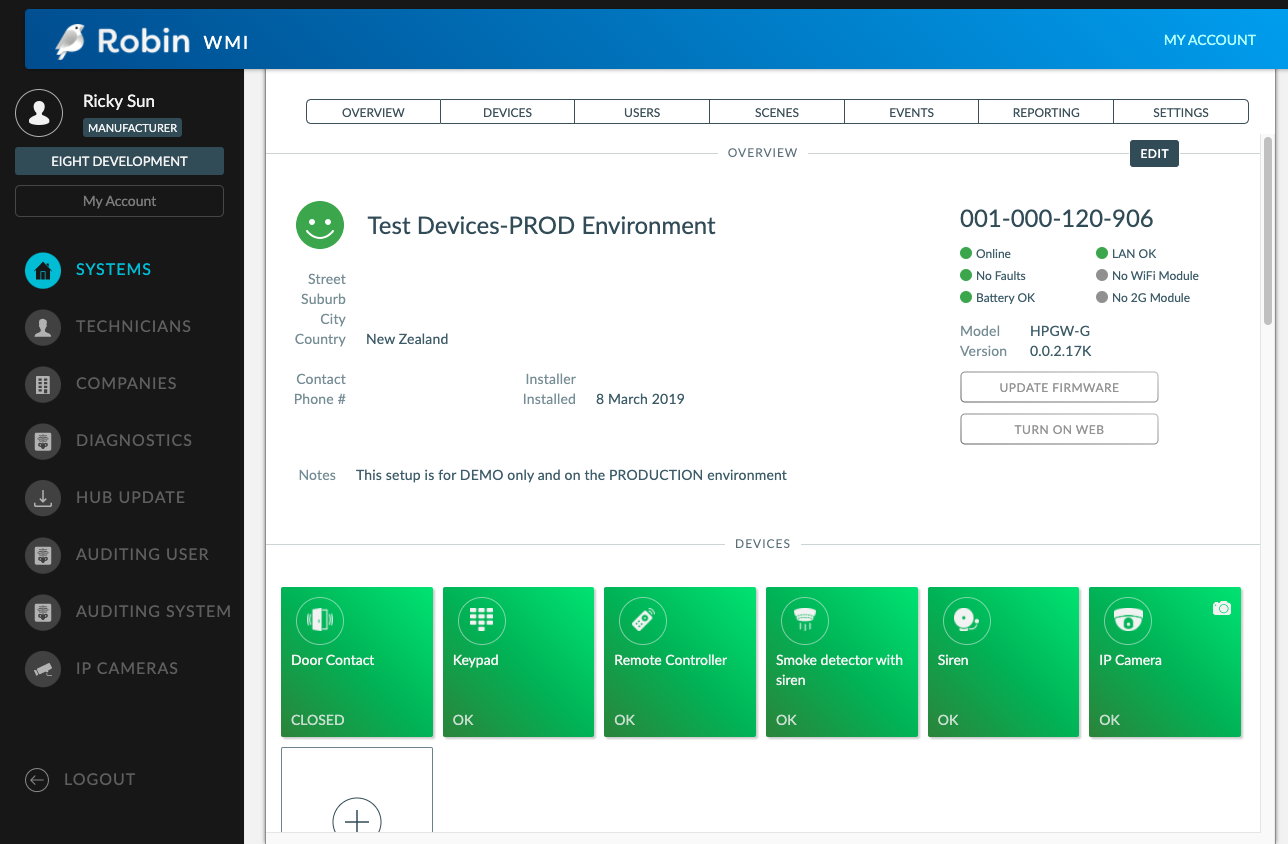 Robin WMI
MY ACCOUNT
Ricky Sun
MANUFACTURER
EIGHT DEVELOPMENT
My Account
SYSTEMS
TECHNICIANS
COMPANIES
DIAGNOSTICS
HUB UPDATE
AUDITING USER
AUDITING SYSTEM
IP CAMERAS
LOGOUT
OVERVIEW DEVICES USERS SCENES EVENTS REPORTING SETTINGS
OVERVIEW
EDIT
Test Devices-PROD Environment
Street
Suburb
City
Country New Zealand
Contact
Phone #
Installer
Installed 8 March 2019
Notes This setup is for DEMO only and on the PRODUCTION environment
001-000-120-906
Online LAN OK
No Faults No WiFi Module
Battery OK No 2G Module
Model HPGW-G
Version 0.0.2.17K
UPDATE FIRMWARE
TURN ON WEB
DEVICES
Door Contact
CLOSED
Keypad
OK
Remote Controller
OK
Smoke detector with
siren
OK
Siren
OK
IP Camera
OK